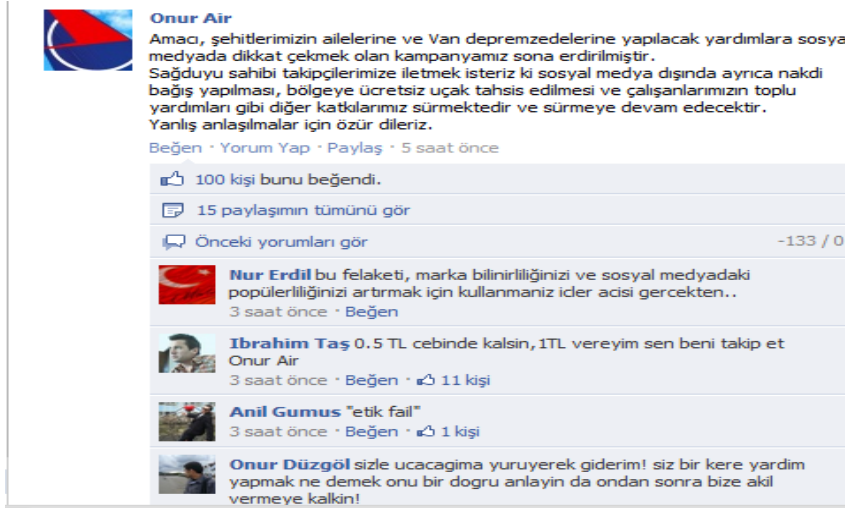 Onur Air
Amacı, şehitlerimizin ailelerine ve Van depremzedelerine yapılacak yardımlara sosya
medyada dikkat çekmek olan kampanyamız sona erdirilmiştir.
Sağduyu sahibi takipçilerimize iletmek isteriz ki sosyal medya dışında ayrıca nakdi
bağış yapılması, bölgeye ücretsiz uçak tahsis edilmesi ve çalışanlarımızın toplu
yardımları gibi diğer katkılarımız sürmektedir ve sürmeye devam edecektir.
Yanlış anlaşılmalar için özür dileriz.
Beğen · Yorum Yap · Paylaş · 5 saat önce
100 kişi bunu beğendi.
15 paylaşımın tümünü gör
Önceki yorumları gör -133 / 0
Nur Erdil bu felaketi, marka bilinirliliğinizi ve sosyal medyadaki
popülerliliğinizi artırmak için kullanmaniz icler acisi gercekten..
3 saat önce · Beğen
Ibrahim Taş 0.5 TL cebinde kalsin,1TL vereyim sen beni takip et
Onur Air
3 saat önce · Beğen · 11 kişi
Anil Gumus "etik fail"
3 saat önce · Beğen · 1 kişi
Onur Düzgöl sizle ucacagima yuruyerek giderim! siz bir kere yardim
yapmak ne demek onu bir dogru anlayin da ondan sonra bize akil
vermeye kalkin!